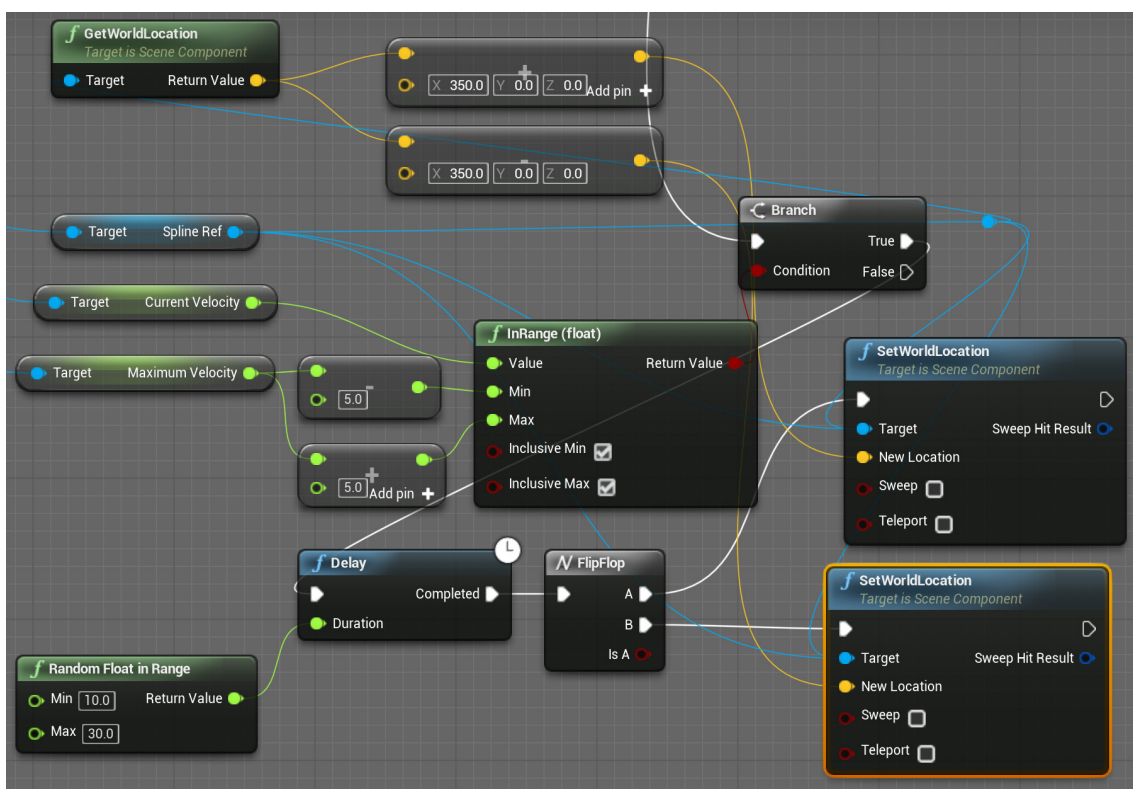 GetWorldLocation
Target is Scene Component
Target Return Value
X 350.0 Y 0.0 Z 0.0 Add pin +
X 350.0 Y 0.0 Z 0.0
Branch
True
Condition False
Target Spline Ref
Target Current Velocity
Target Maximum Velocity
5.0
5.0 Add pin +
InRange (float)
Value Return Value
Min
Max
Inclusive Min
Inclusive Max
SetWorldLocation
Target is Scene Component
Target Sweep Hit Result
New Location
Sweep
Teleport
Delay
Completed
Duration
FlipFlop
A
B
Is A
SetWorldLocation
Target is Scene Component
Target Sweep Hit Result
New Location
Sweep
Teleport
Random Float in Range
Min 10.0 Return Value
Max 30.0